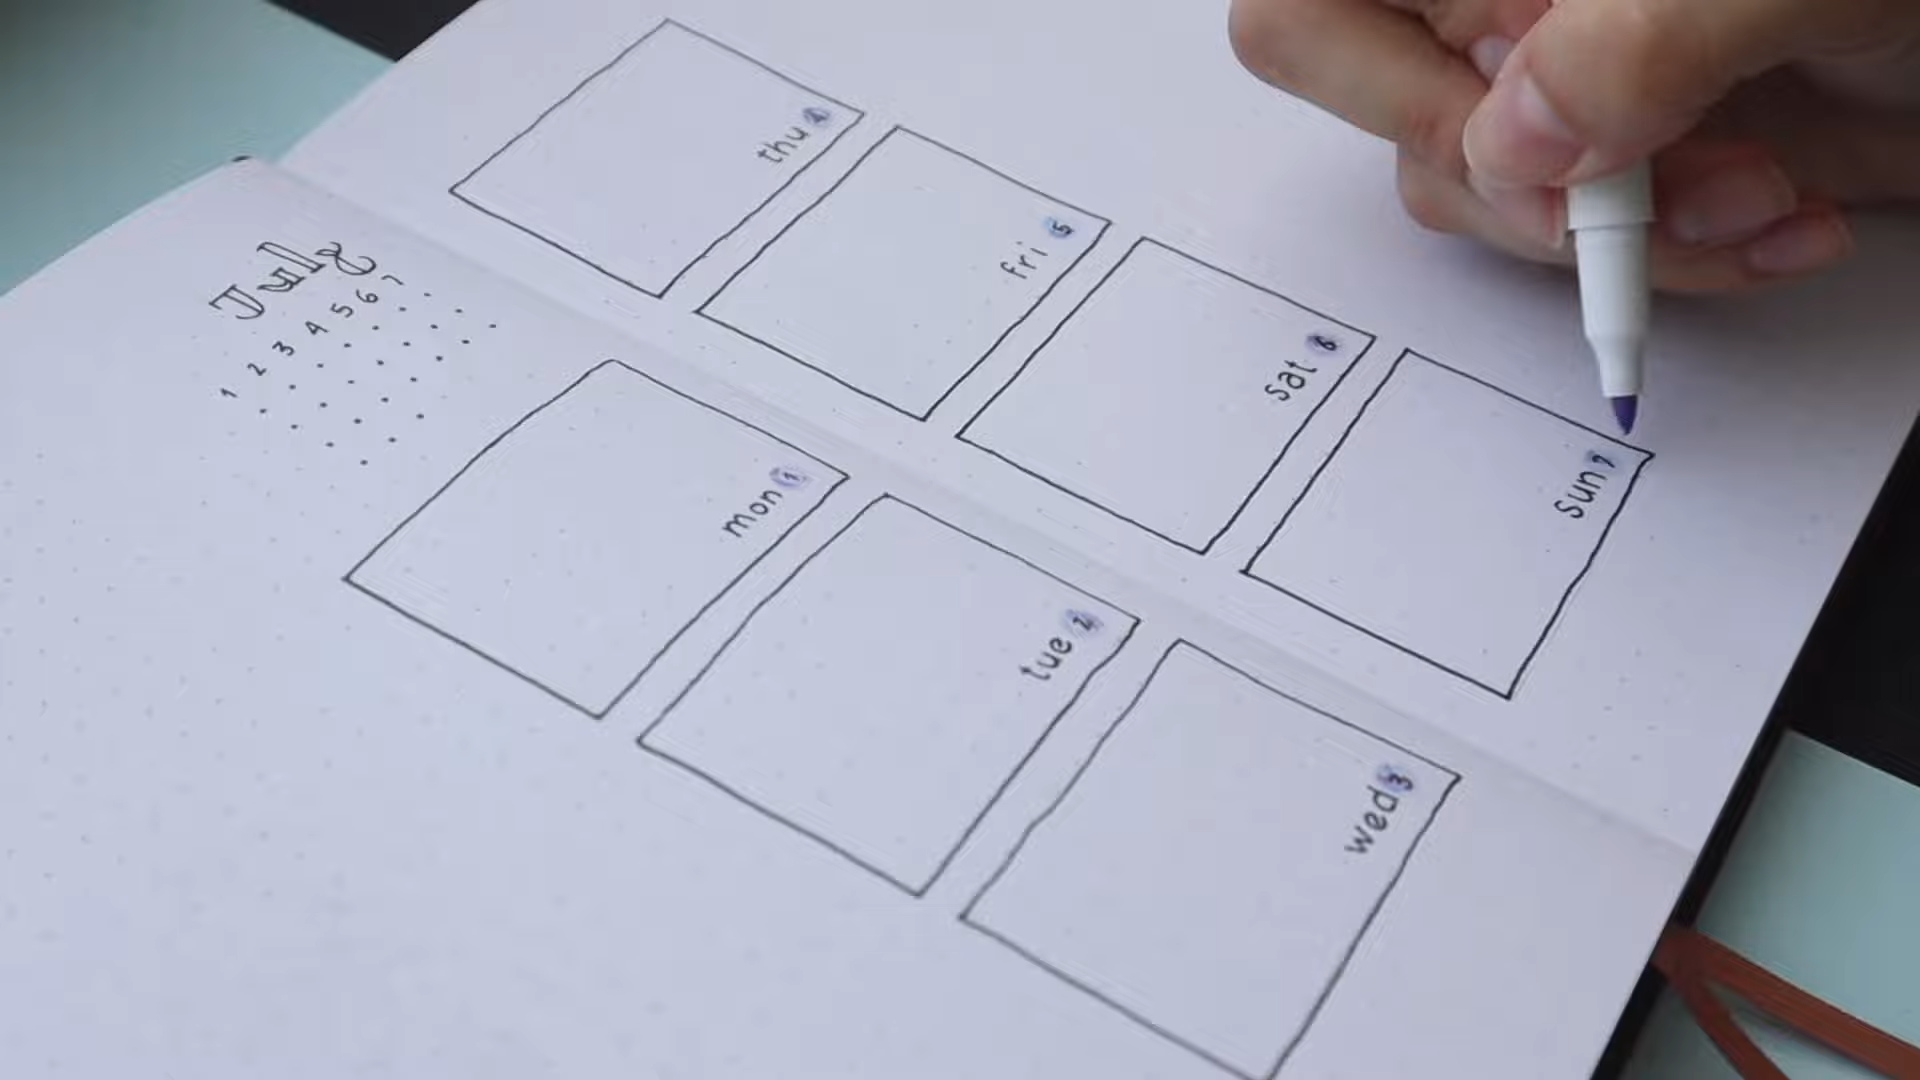 July
1 2 3 4 5 6 7
mon 1
tue 2
wed 3
thu 4
fri 5
sat 6
sun 7